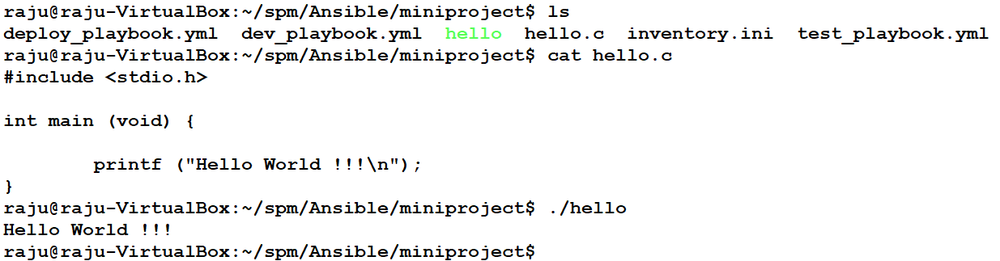 raju@raju-VirtualBox:~/spm/Ansible/miniproject$ ls
deploy_playbook.yml  dev_playbook.yml  hello  hello.c  inventory.ini  test_playbook.yml
raju@raju-VirtualBox:~/spm/Ansible/miniproject$ cat hello.c
#include <stdio.h>

int main (void) {

        printf ("Hello World !!!\n");
}
raju@raju-VirtualBox:~/spm/Ansible/miniproject$ ./hello
Hello World !!!
raju@raju-VirtualBox:~/spm/Ansible/miniproject$